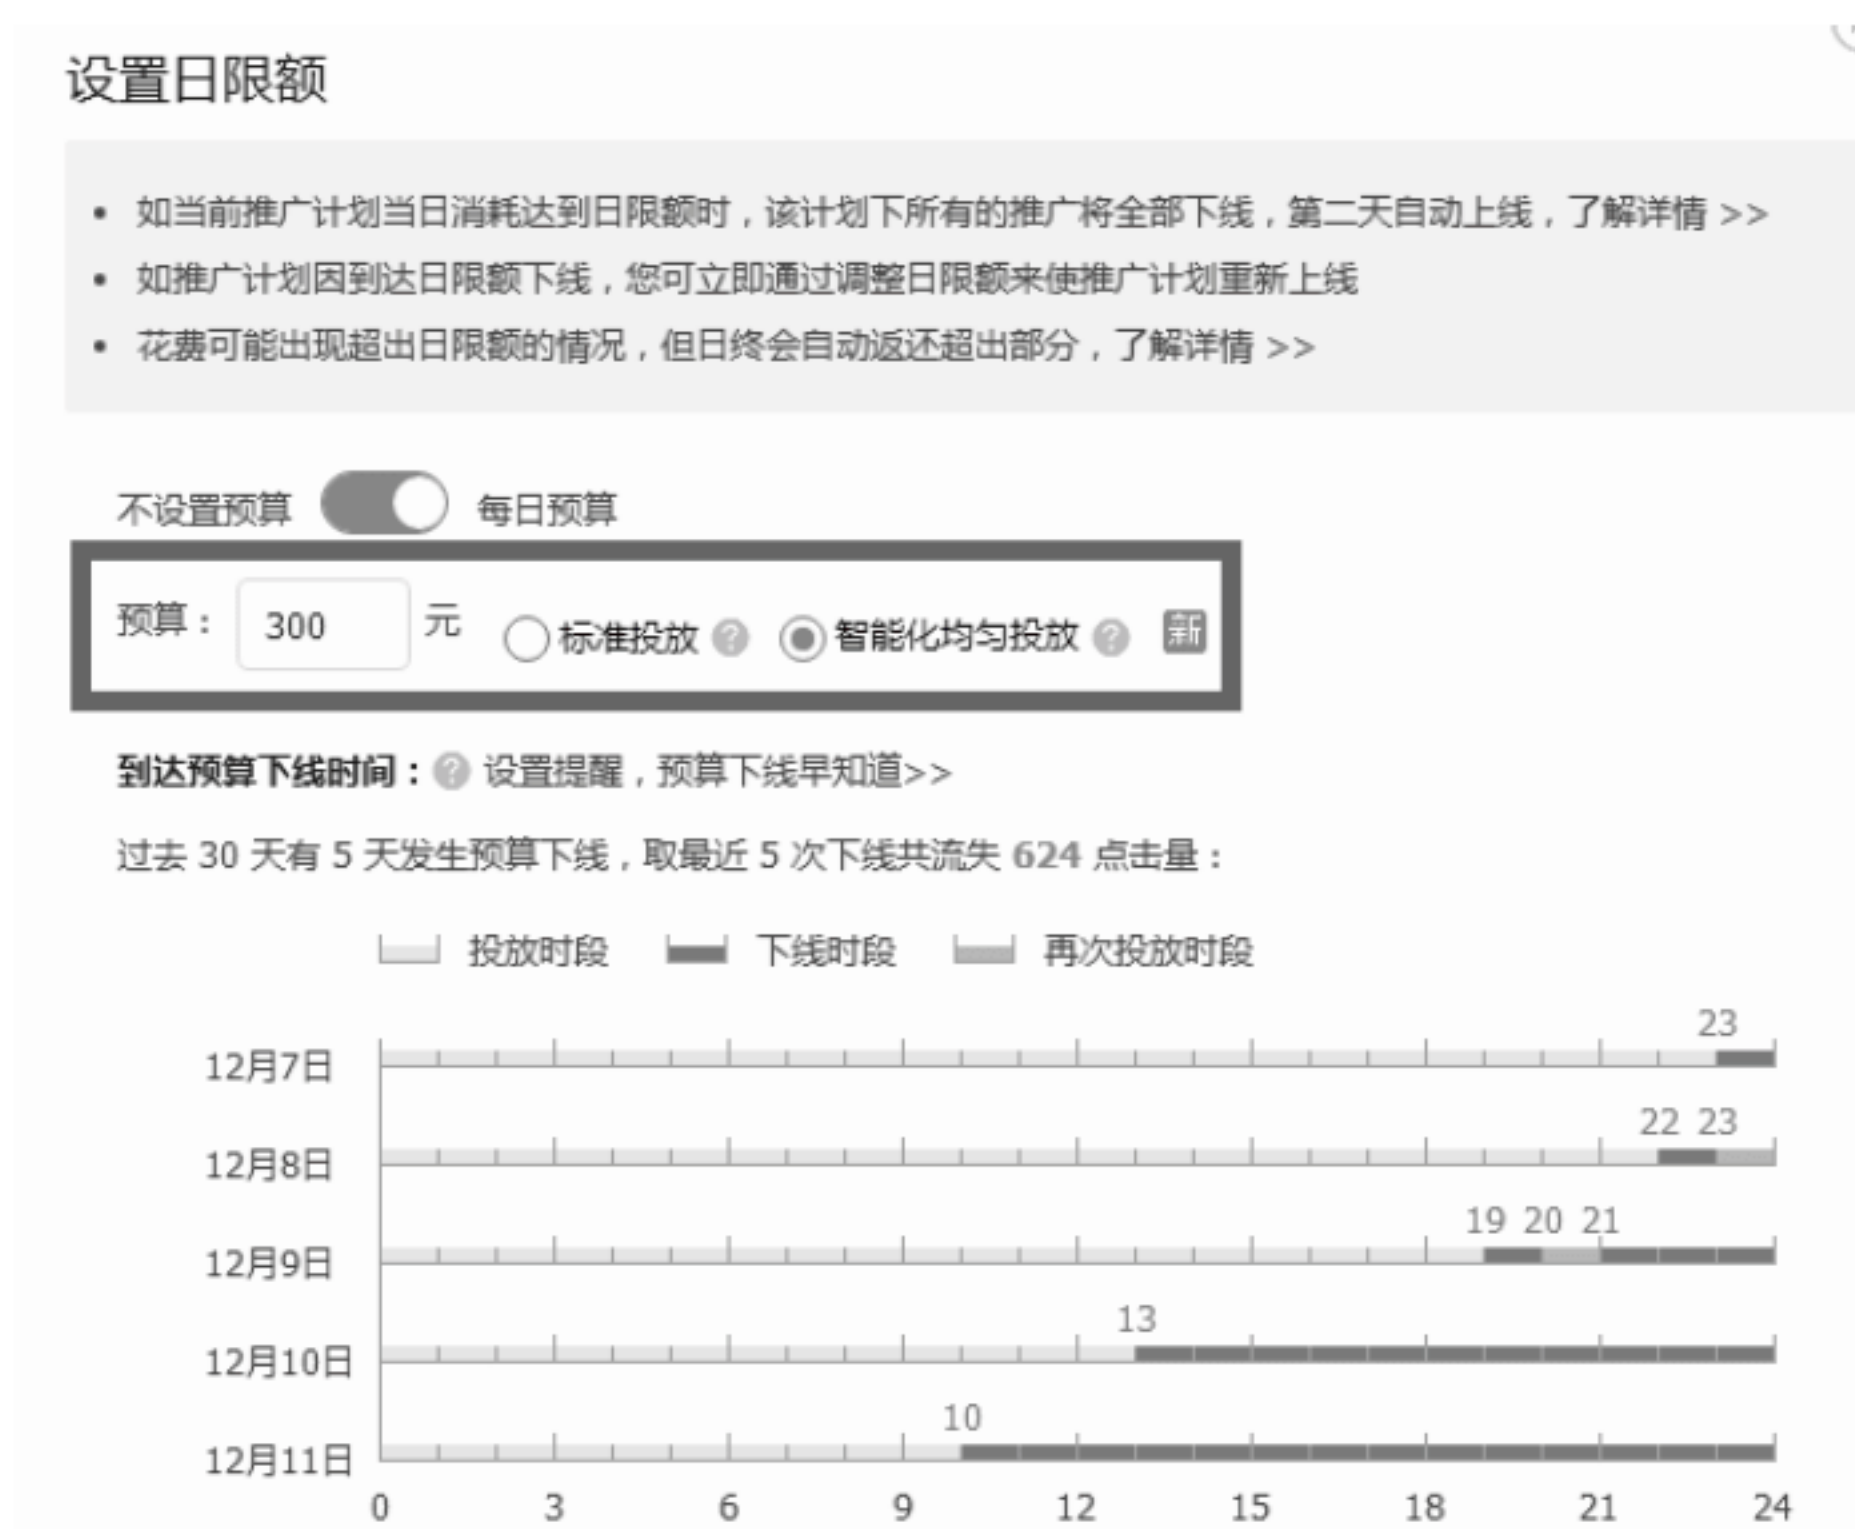 设置日限额
• 如当前推广计划当日消耗达到日限额时，该计划下所有的推广将全部下线，第二天自动上线，了解详情 >>
• 如推广计划因到达日限额下线，您可立即通过调整日限额来使推广计划重新上线
• 花费可能出现超出日限额的情况，但日终会自动返还超出部分，了解详情 >>
不设置预算 每日预算
预算： 300 元 标准投放 ? 智能化均匀投放 ? 新
到达预算下线时间： ? 设置提醒，预算下线早知道>>
过去 30 天有 5 天发生预算下线，取最近 5 次下线共流失 624 点击量：
投放时段 下线时段 再次投放时段
23
12月7日
22 23
12月8日
19 20 21
12月9日
13
12月10日
10
12月11日
0 3 6 9 12 15 18 21 24